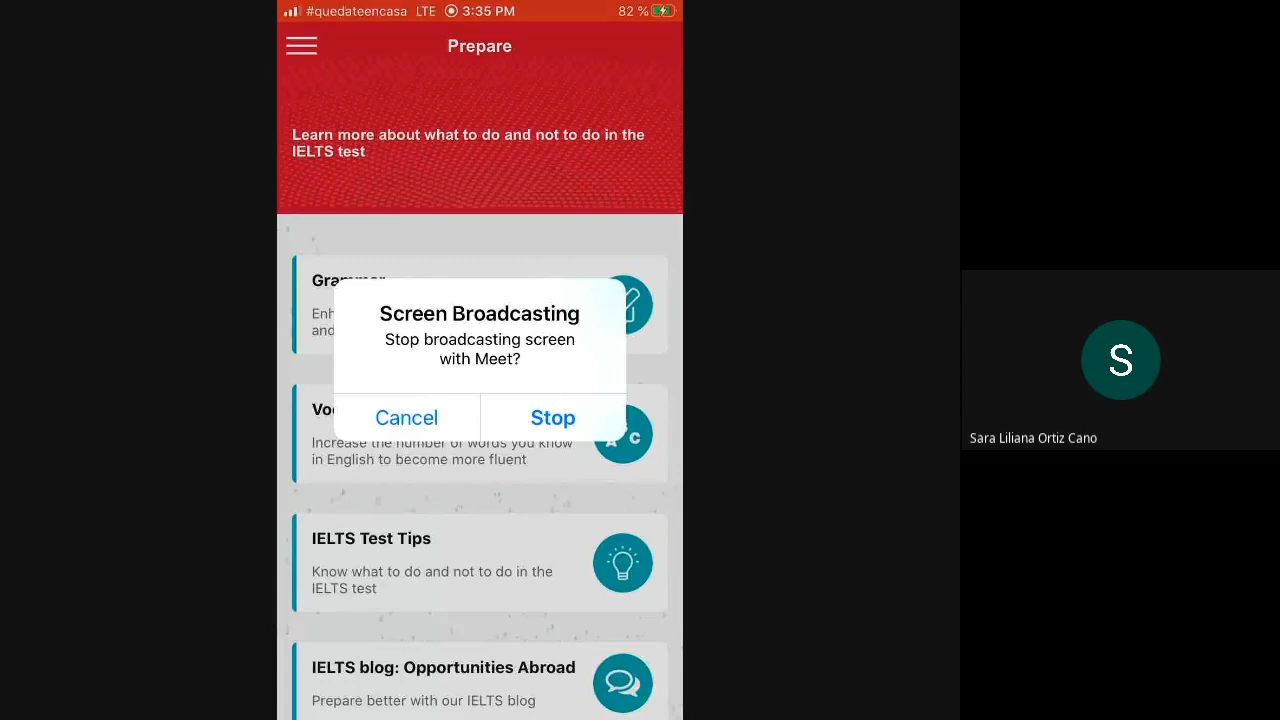 #quedateencasa LTE 3:35 PM 82 %
Prepare
Learn more about what to do and not to do in the
IELTS test
Screen Broadcasting
Stop broadcasting screen
with Meet?
Cancel
Stop
Increase the number of words you know
in English to become more fluent
IELTS Test Tips
Know what to do and not to do in the
IELTS test
IELTS blog: Opportunities Abroad
Prepare better with our IELTS blog
S
Sara Liliana Ortiz Cano